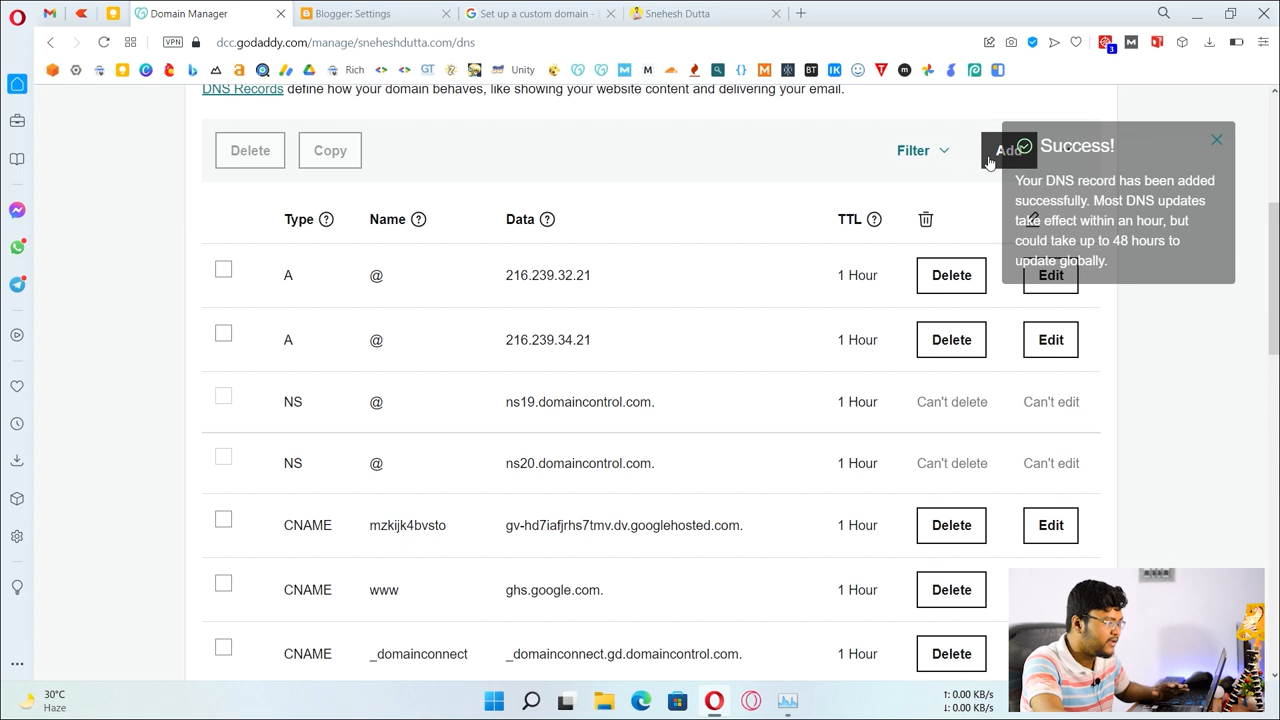 Domain Manager
Blogger: Settings
Set up a custom domain -
Snehesh Dutta
VPN
dcc.godaddy.com/manage/sneheshdutta.com/dns
Rich
GT
Unity
M
BT
IK
DNS Records define how your domain behaves, like showing your website content and delivering your email.
Delete
Copy
Filter
Add
Success!
Your DNS record has been added
successfully. Most DNS updates
take effect within an hour, but
could take up to 48 hours to
update globally.
Type Name Data TTL
A @ 216.239.32.21 1 Hour Delete Edit
A @ 216.239.34.21 1 Hour Delete Edit
NS @ ns19.domaincontrol.com. 1 Hour Can't delete Can't edit
NS @ ns20.domaincontrol.com. 1 Hour Can't delete Can't edit
CNAME mzkijk4bvsto gv-hd7iafjrhs7tmv.dv.googlehosted.com. 1 Hour Delete Edit
CNAME www ghs.google.com. 1 Hour Delete
CNAME _domainconnect _domainconnect.gd.domaincontrol.com. 1 Hour Delete
30°C
Haze
↑: 0.00 KB/s
↓: 0.00 KB/s